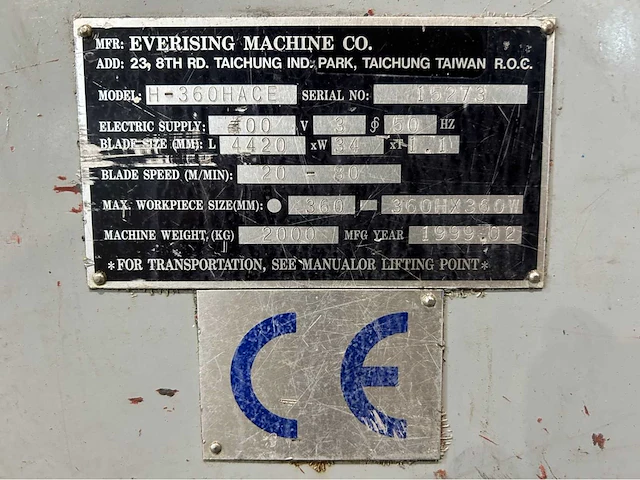 MFR: EVERISING MACHINE CO.
ADD: 23, 8TH RD. TAICHUNG IND. PARK, TAICHUNG TAIWAN R.O.C.
MODEL: H-360HACE SERIAL NO: 15273
ELECTRIC SUPPLY: 400 V 3 ∮ 50 HZ
BLADE SIZE (MM): L 4420 xW 34 xT 1.1
BLADE SPEED (M/MIN): 20 - 80
MAX. WORKPIECE SIZE(MM): 360 360HX360W
MACHINE WEIGHT, (KG) 2000 MFG YEAR 1999.02
*FOR TRANSPORTATION, SEE MANUALOR LIFTING POINT*
CE